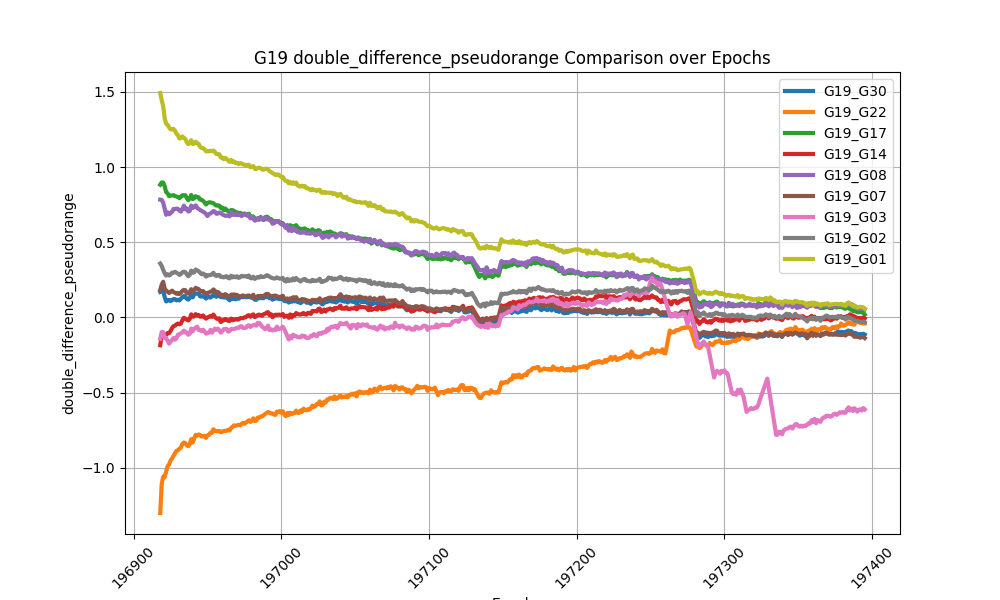 G19 double_difference_pseudorange Comparison over Epochs
double_difference_pseudorange
1.5
1.0
0.5
0.0
−0.5
−1.0
196900
197000
197100
197200
197300
197400
G19_G30
G19_G22
G19_G17
G19_G14
G19_G08
G19_G07
G19_G03
G19_G02
G19_G01